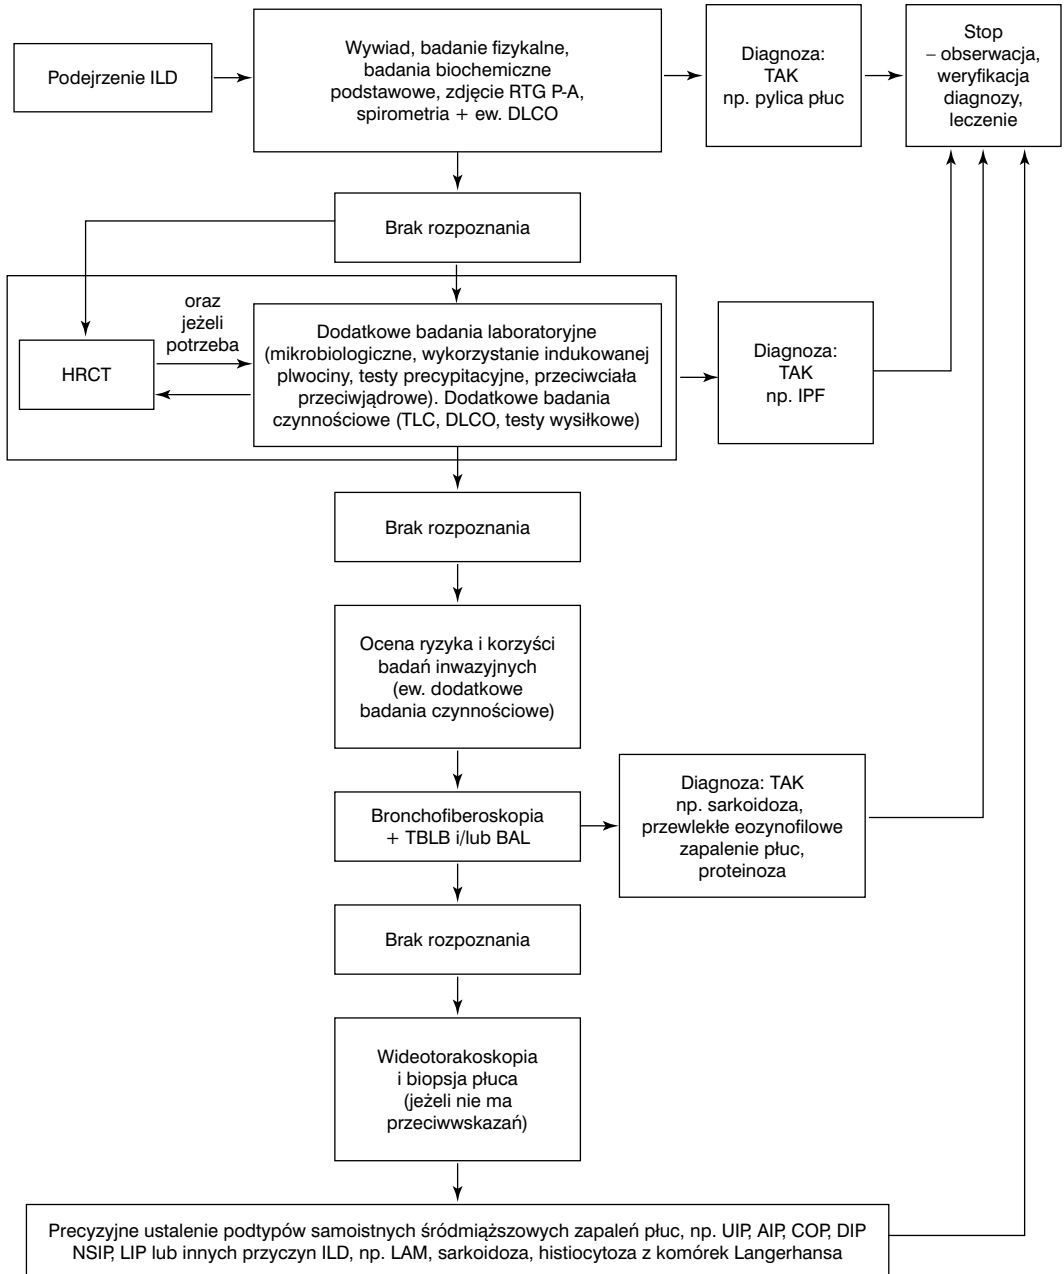 Podejrzenie ILD
Wywiad, badanie fizykalne,
badania biochemiczne
podstawowe, zdjęcie RTG P-A,
spirometria + ew. DLCO
Diagnoza:
TAK
np. pylica płuc
Stop
– obserwacja,
weryfikacja
diagnozy,
leczenie
Brak rozpoznania
HRCT
oraz
jeżeli
potrzeba
Dodatkowe badania laboratoryjne
(mikrobiologiczne, wykorzystanie indukowanej
plwociny, testy precypitacyjne, przeciwciała
przeciwjądrowe). Dodatkowe badania
czynnościowe (TLC, DLCO, testy wysiłkowe)
Diagnoza:
TAK
np. IPF
Brak rozpoznania
Ocena ryzyka i korzyści
badań inwazyjnych
(ew. dodatkowe
badania czynnościowe)
Bronchofiberoskopia
+ TBLB i/lub BAL
Diagnoza: TAK
np. sarkoidoza,
przewlekłe eozynofilowe
zapalenie płuc,
proteinoza
Brak rozpoznania
Wideotorakoskopia
i biopsja płuca
(jeżeli nie ma
przeciwwskazań)
Precyzyjne ustalenie podtypów samoistnych śródmiąższowych zapaleń płuc, np. UIP, AIP, COP, DIP
NSIP, LIP lub innych przyczyn ILD, np. LAM, sarkoidoza, histiocytoza z komórek Langerhansa